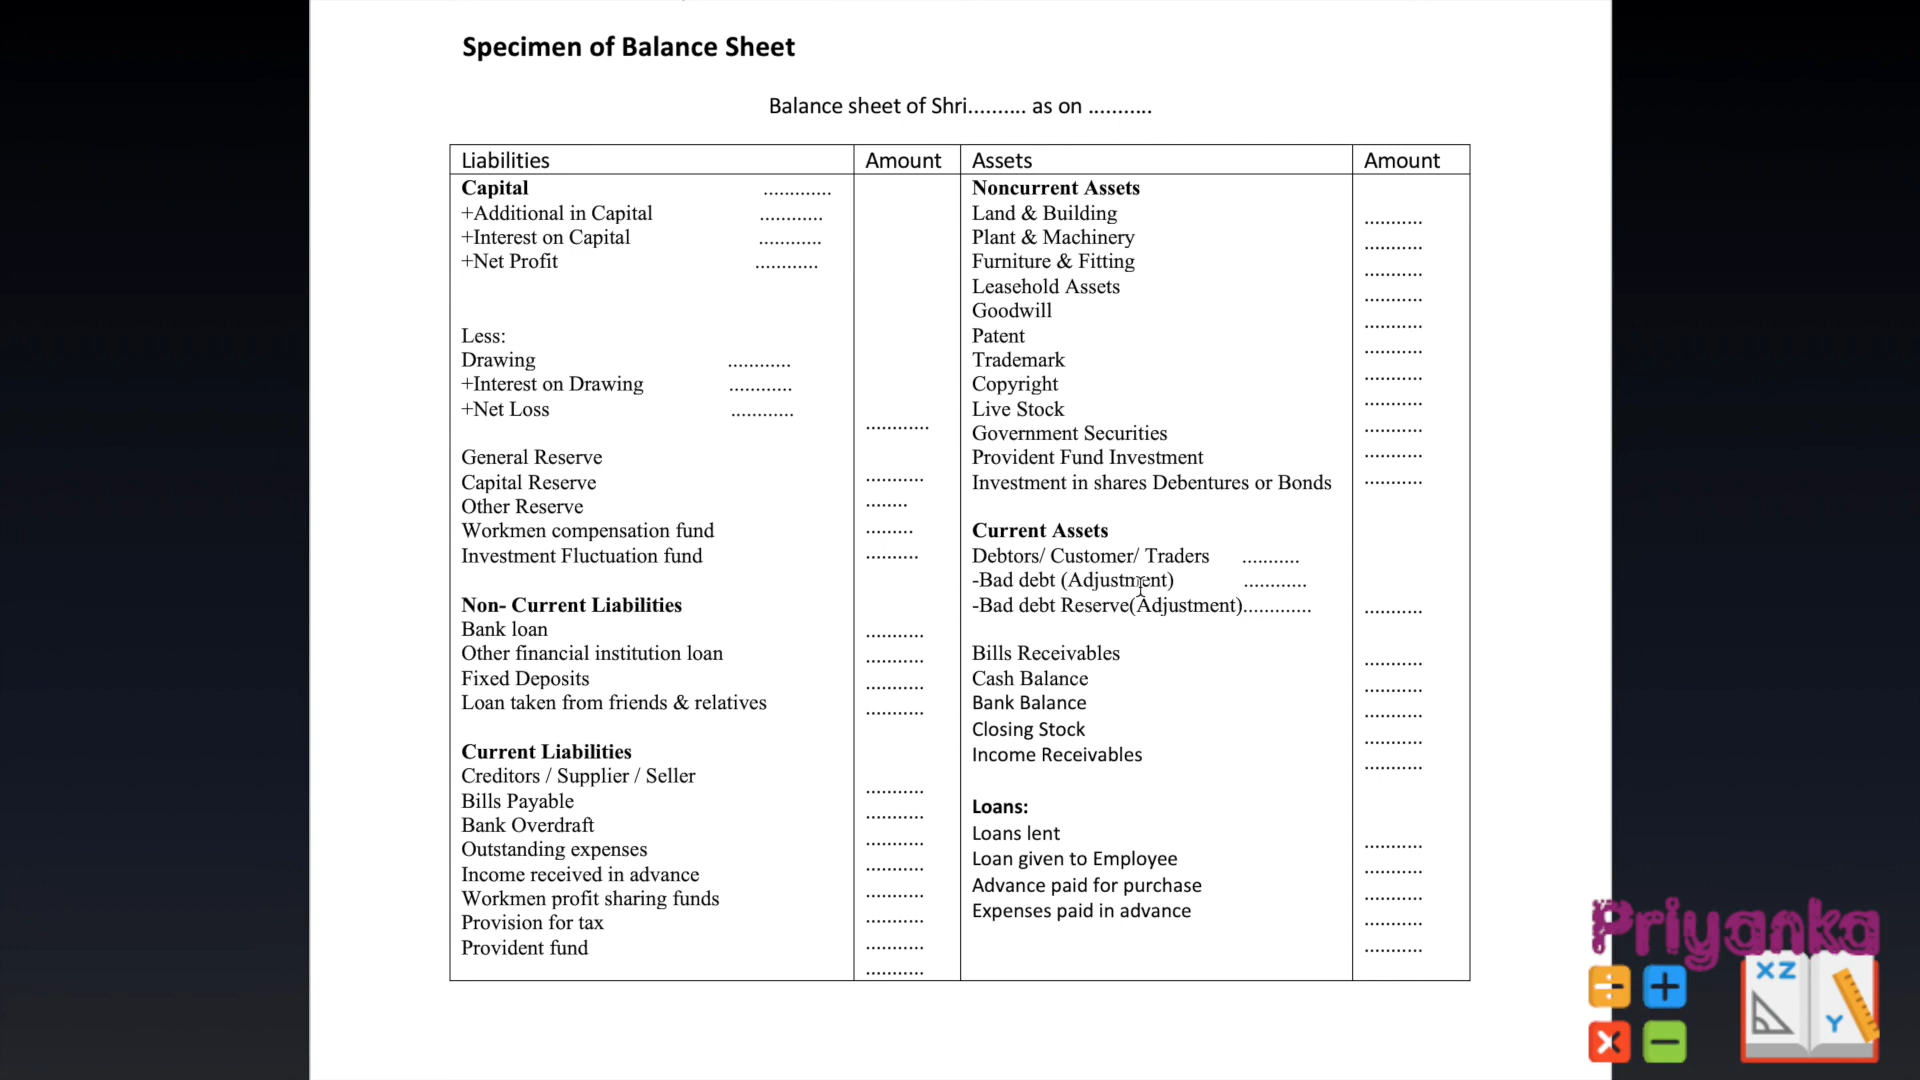 Specimen of Balance Sheet
Balance sheet of Shri.......... as on ...........
Liabilities Amount Assets Amount
Capital .............
+Additional in Capital ............
+Interest on Capital ............
+Net Profit ............
Less:
Drawing ............
+Interest on Drawing ............
+Net Loss ............
............
General Reserve
Capital Reserve ...........
Other Reserve ........
Workmen compensation fund .........
Investment Fluctuation fund ..........
Non- Current Liabilities
Bank loan ...........
Other financial institution loan ...........
Fixed Deposits ...........
Loan taken from friends & relatives ...........
Current Liabilities
Creditors / Supplier / Seller ...........
Bills Payable ...........
Bank Overdraft ...........
Outstanding expenses ...........
Income received in advance ...........
Workmen profit sharing funds ...........
Provision for tax ...........
Provident fund ...........
Noncurrent Assets
Land & Building ...........
Plant & Machinery ...........
Furniture & Fitting ...........
Leasehold Assets ...........
Goodwill ...........
Patent ...........
Trademark ...........
Copyright ...........
Live Stock ...........
Government Securities ...........
Provident Fund Investment ...........
Investment in shares Debentures or Bonds
Current Assets
Debtors/ Customer/ Traders ...........
-Bad debt (Adjustment) ............
-Bad debt Reserve(Adjustment)............. ...........
Bills Receivables ...........
Cash Balance ...........
Bank Balance ...........
Closing Stock ...........
Income Receivables ...........
Loans:
Loans lent ...........
Loan given to Employee ...........
Advance paid for purchase ...........
Expenses paid in advance ...........
...........
Priyanka
XZ
Y